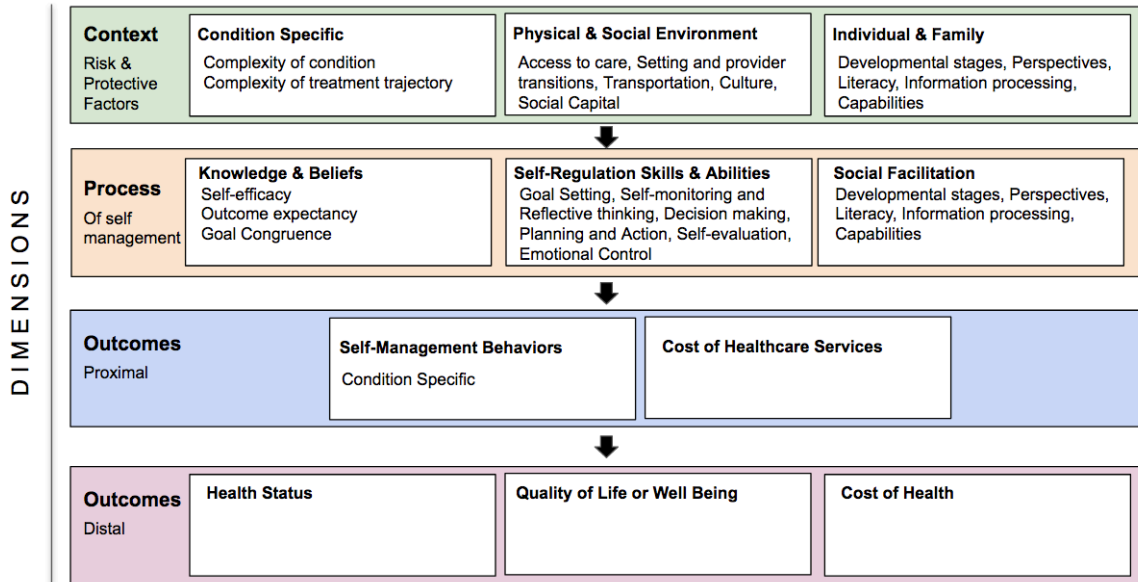 DIMENSIONS
Context
Risk &
Protective
Factors
Condition Specific
Complexity of condition
Complexity of treatment trajectory
Physical & Social Environment
Access to care, Setting and provider
transitions, Transportation, Culture,
Social Capital
Individual & Family
Developmental stages, Perspectives,
Literacy, Information processing,
Capabilities
Process
Of self
management
Knowledge & Beliefs
Self-efficacy
Outcome expectancy
Goal Congruence
Self-Regulation Skills & Abilities
Goal Setting, Self-monitoring and
Reflective thinking, Decision making,
Planning and Action, Self-evaluation,
Emotional Control
Social Facilitation
Developmental stages, Perspectives,
Literacy, Information processing,
Capabilities
Outcomes
Proximal
Self-Management Behaviors
Condition Specific
Cost of Healthcare Services
Outcomes
Distal
Health Status
Quality of Life or Well Being
Cost of Health